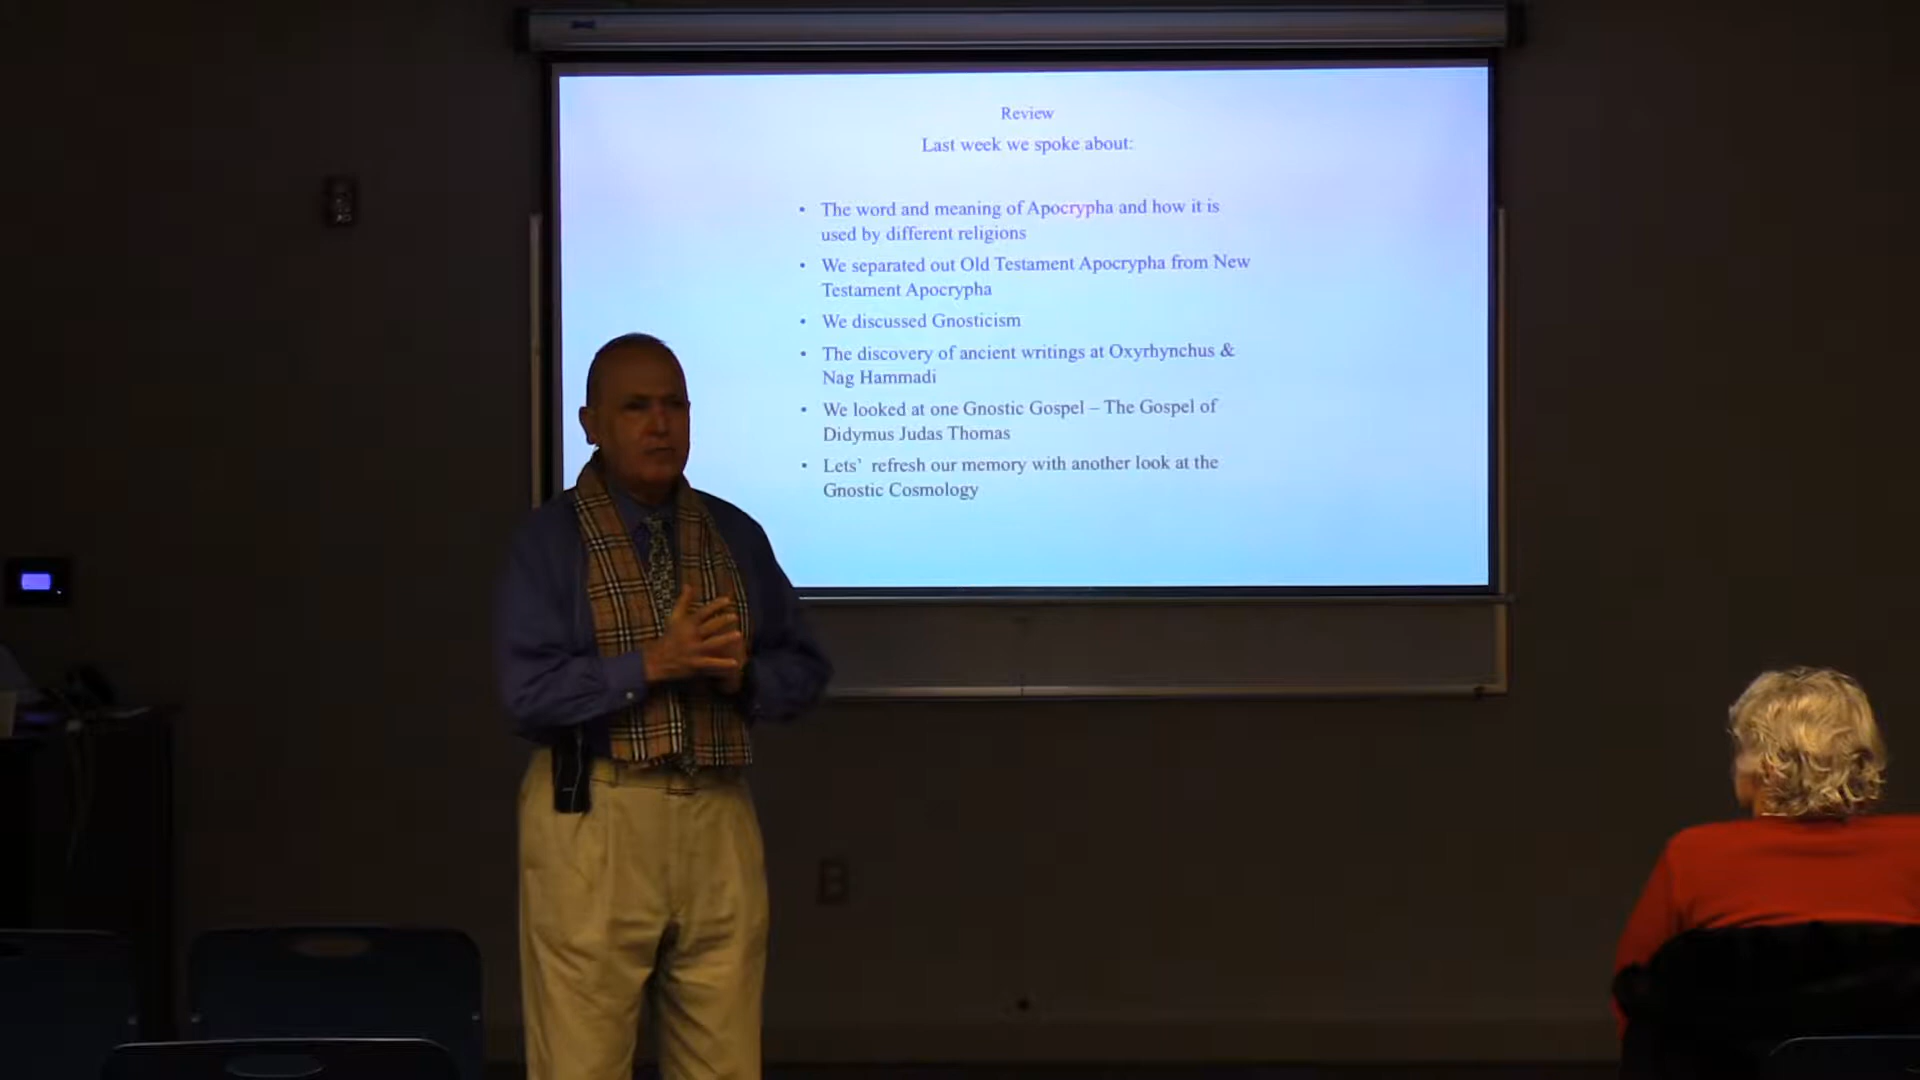 Review
Last week we spoke about:
• The word and meaning of Apocrypha and how it is
used by different religions
• We separated out Old Testament Apocrypha from New
Testament Apocrypha
• We discussed Gnosticism
• The discovery of ancient writings at Oxyrhynchus &
Nag Hammadi
• We looked at one Gnostic Gospel – The Gospel of
Didymus Judas Thomas
• Lets’ refresh our memory with another look at the
Gnostic Cosmology